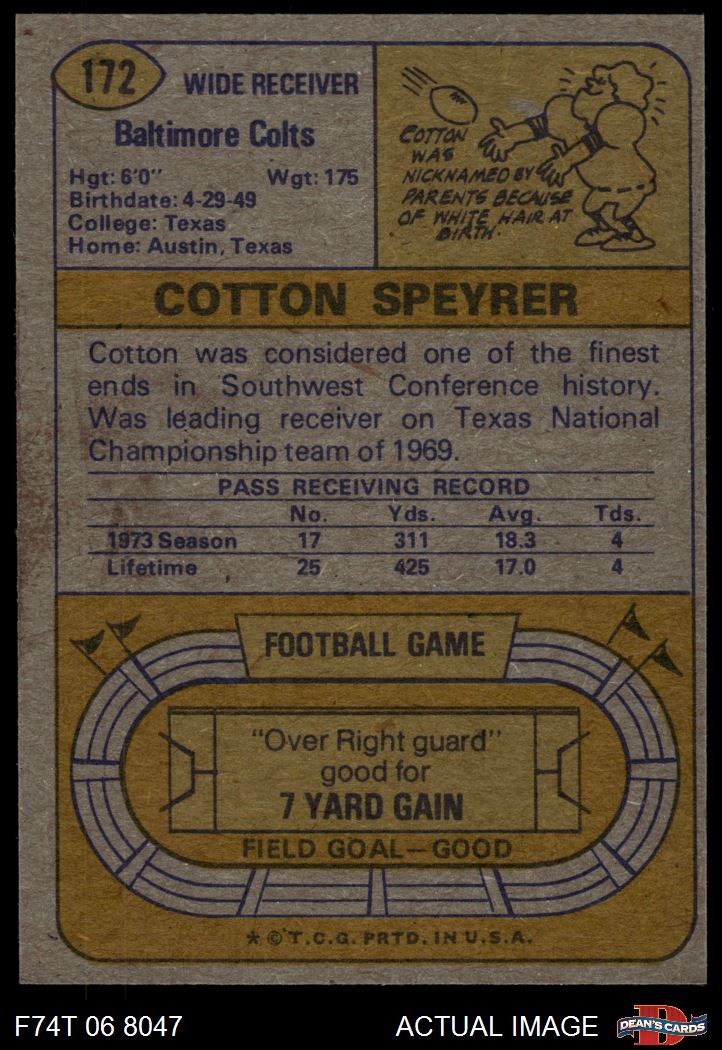 172
WIDE RECEIVER
Baltimore Colts
Hgt: 6'0" Wgt: 175
Birthdate: 4-29-49
College: Texas
Home: Austin, Texas
COTTON
WAS
NICKNAMED BY
PARENTS BECAUSE
OF WHITE HAIR AT
BIRTH.
COTTON SPEYRER
Cotton was considered one of the finest
ends in Southwest Conference history.
Was leading receiver on Texas National
Championship team of 1969.
PASS RECEIVING RECORD
No. Yds. Avg. Tds.
1973 Season 17 311 18.3 4
Lifetime 25 425 17.0 4
FOOTBALL GAME
"Over Right guard"
good for
7 YARD GAIN
FIELD GOAL—GOOD
* © T.C.G. PRTD. IN U.S.A.
F74T 06 8047 ACTUAL IMAGE
D
DEAN'S CARDS